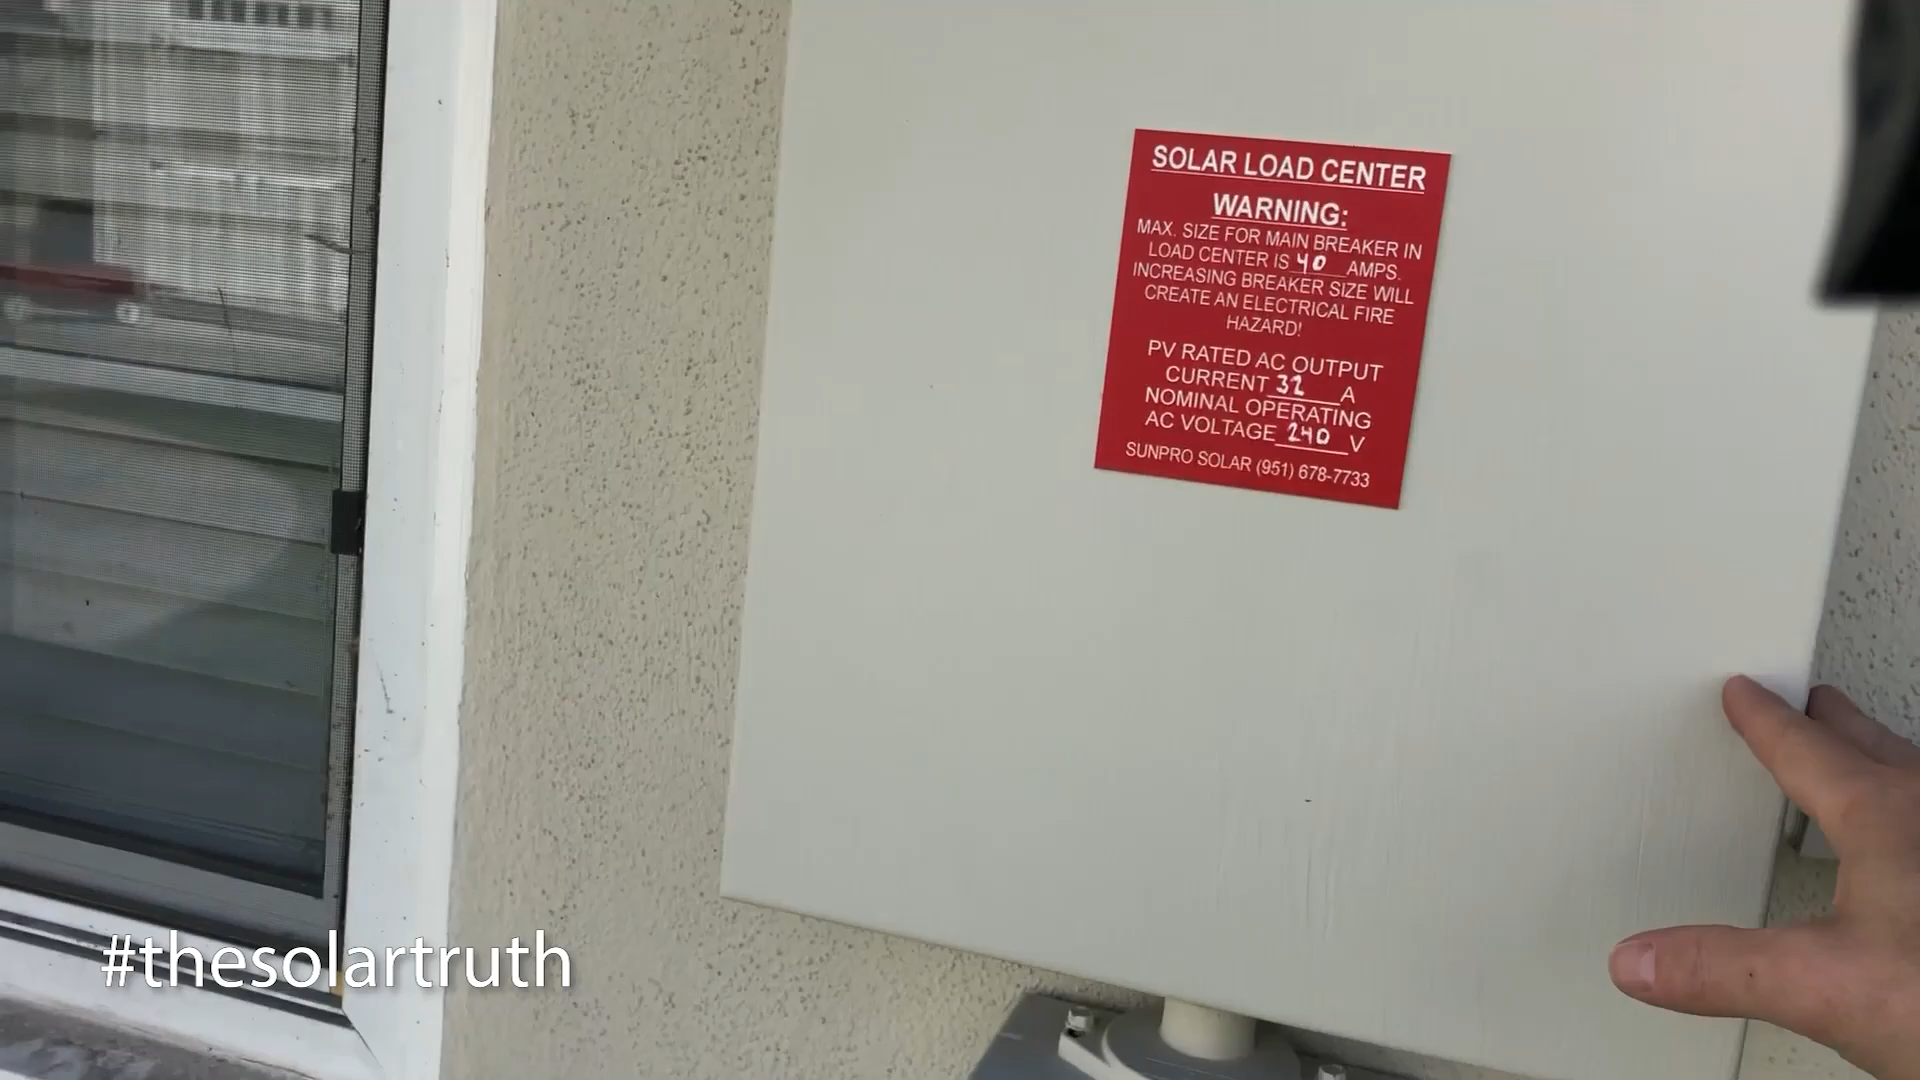 SOLAR LOAD CENTER
WARNING:
MAX. SIZE FOR MAIN BREAKER IN
LOAD CENTER IS 40 AMPS.
INCREASING BREAKER SIZE WILL
CREATE AN ELECTRICAL FIRE
HAZARD!
PV RATED AC OUTPUT
CURRENT 32 A
NOMINAL OPERATING
AC VOLTAGE 240 V
SUNPRO SOLAR (951) 678-7733
#thesolartruth